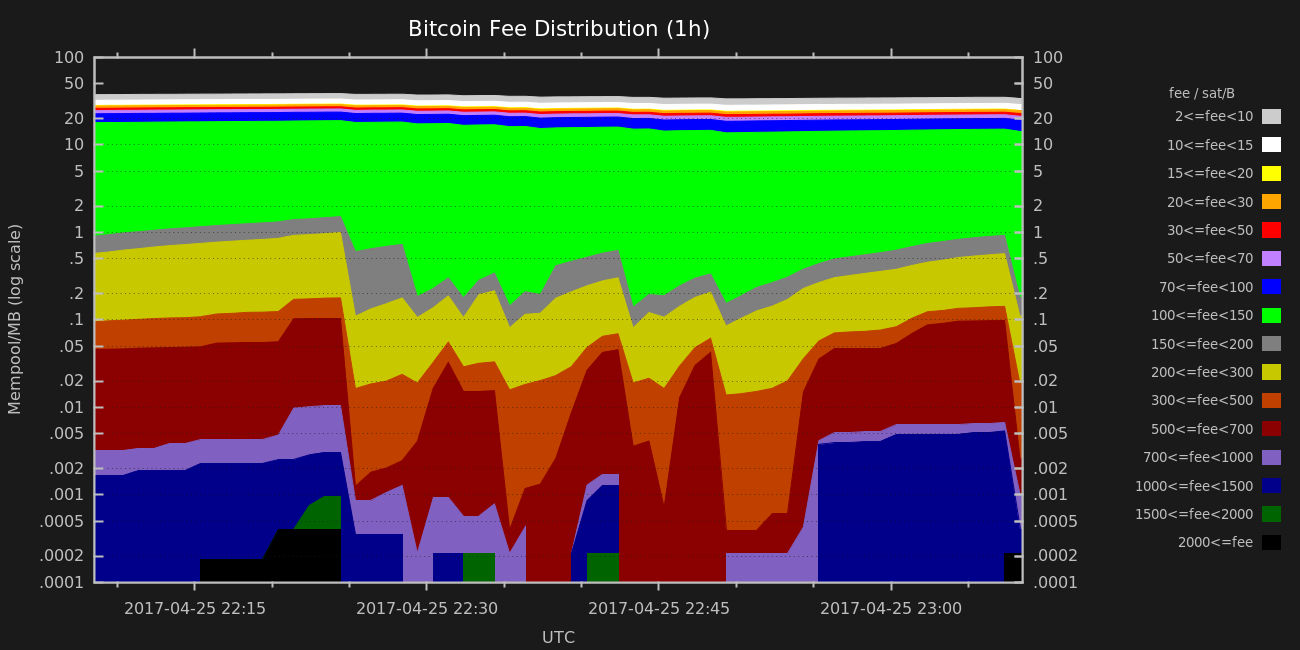 Bitcoin Fee Distribution (1h)
Mempool/MB (log scale)
100
50
20
10
5
2
1
.5
.2
.1
.05
.02
.01
.005
.002
.001
.0005
.0002
.0001
100
50
20
10
5
2
1
.5
.2
.1
.05
.02
.01
.005
.002
.001
.0005
.0002
.0001
2017-04-25 22:15
2017-04-25 22:30
2017-04-25 22:45
2017-04-25 23:00
UTC
fee / sat/B
2<=fee<10
10<=fee<15
15<=fee<20
20<=fee<30
30<=fee<50
50<=fee<70
70<=fee<100
100<=fee<150
150<=fee<200
200<=fee<300
300<=fee<500
500<=fee<700
700<=fee<1000
1000<=fee<1500
1500<=fee<2000
2000<=fee